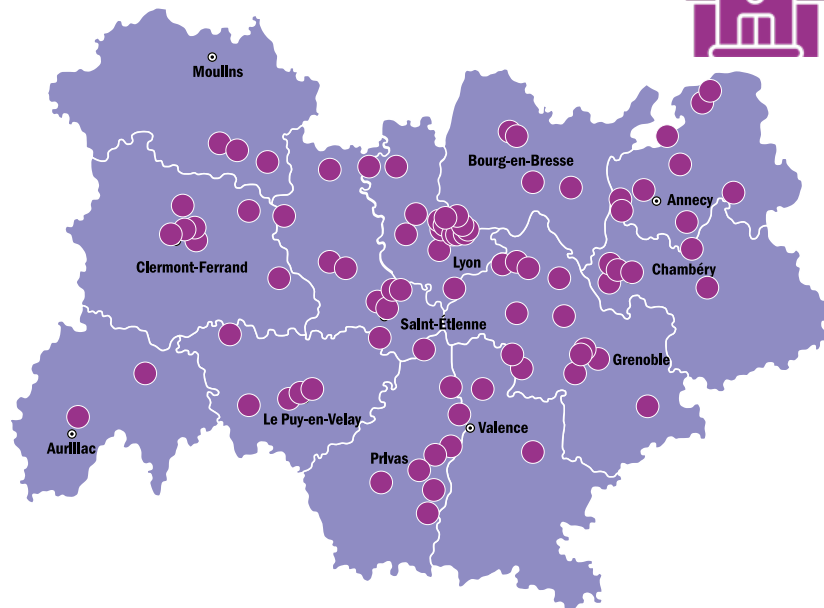 Moulins
Bourg-en-Bresse
Annecy
Clermont-Ferrand
Lyon
Chambéry
Saint-Étienne
Grenoble
Le Puy-en-Velay
Valence
Aurillac
Privas